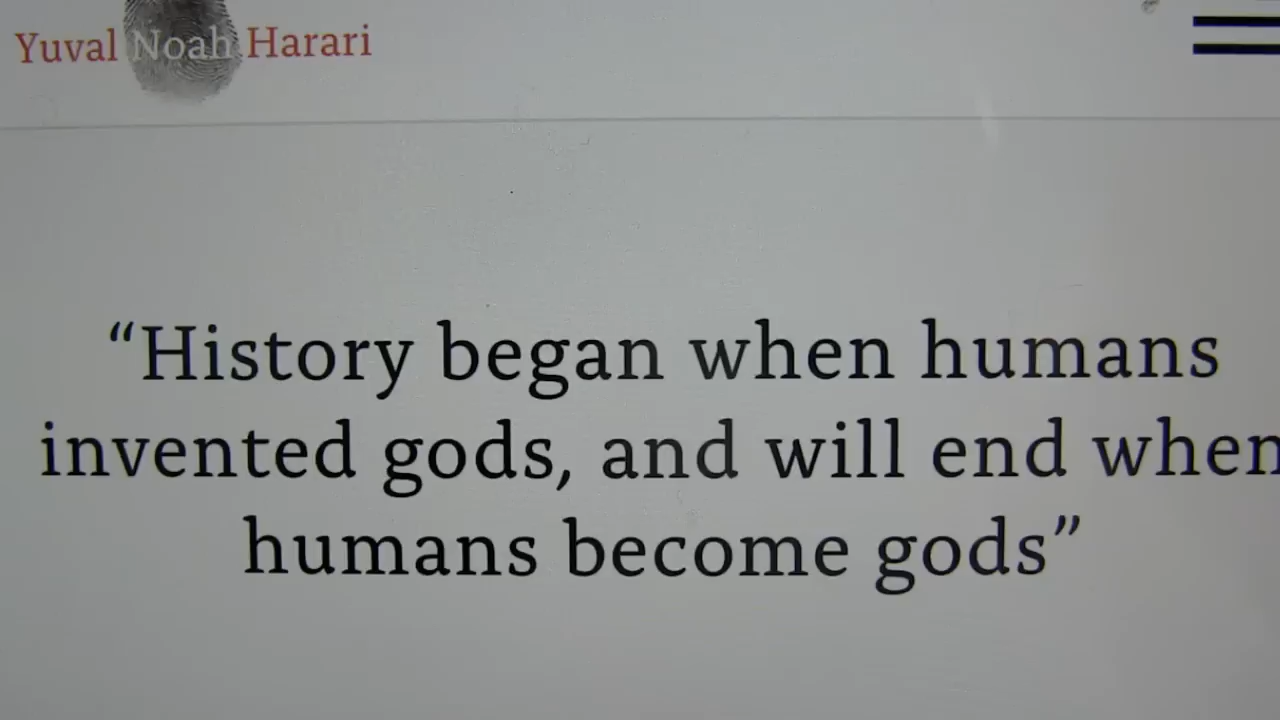 Yuval Noah Harari
“History began when humans
invented gods, and will end when
humans become gods”